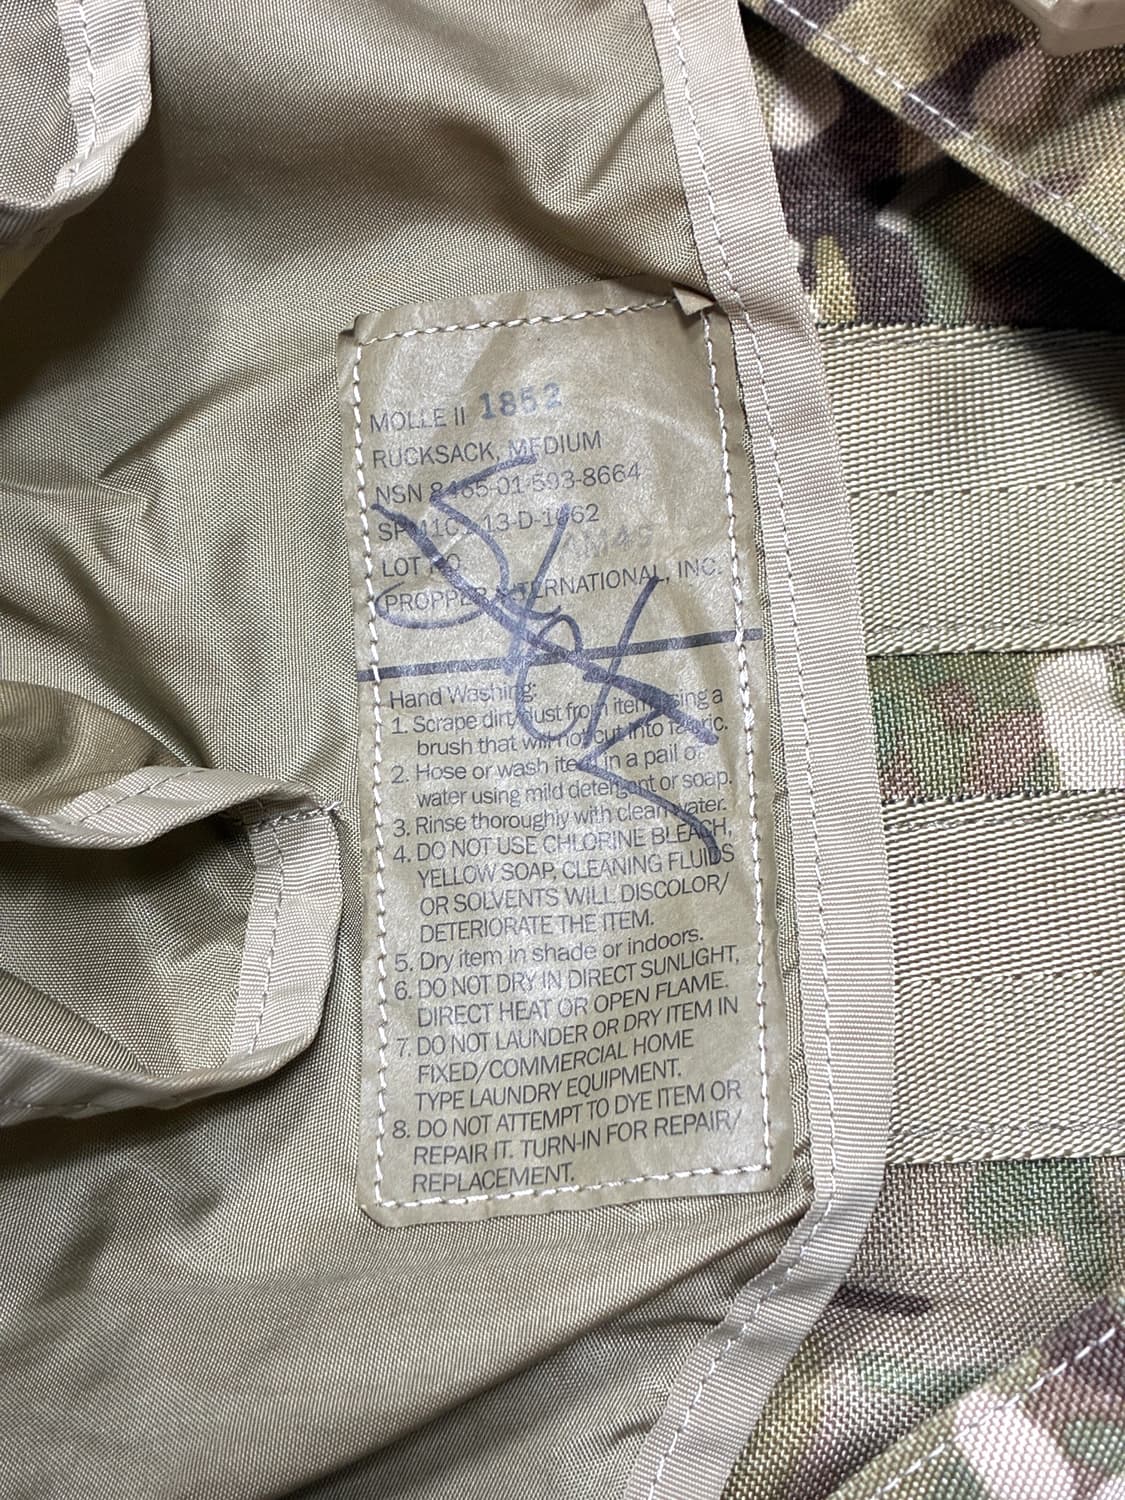 MOLLE II 1852
RUCKSACK, MEDIUM
NSN 8465-01-593-8664
13-D-1062
LOT NO
PROPPER INTERNATIONAL, INC.
Hand Washing:
1. Scrape dirt/dust from item using a
brush that will not cut into fabric.
2. Hose or wash item in a pail of
water using mild detergent or soap.
3. Rinse thoroughly with clean water.
4. DO NOT USE CHLORINE BLEACH,
YELLOW SOAP, CLEANING FLUIDS
OR SOLVENTS WILL DISCOLOR/
DETERIORATE THE ITEM.
5. Dry item in shade or indoors.
6. DO NOT DRY IN DIRECT SUNLIGHT,
DIRECT HEAT OR OPEN FLAME.
7. DO NOT LAUNDER OR DRY ITEM IN
FIXED/COMMERCIAL HOME
TYPE LAUNDRY EQUIPMENT.
8. DO NOT ATTEMPT TO DYE ITEM OR
REPAIR IT. TURN-IN FOR REPAIR/
REPLACEMENT.